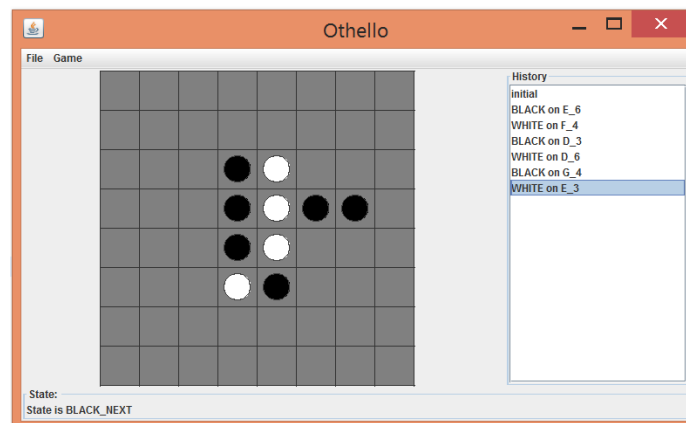 Othello
File Game
History
initial
BLACK on E_6
WHITE on F_4
BLACK on D_3
WHITE on D_6
BLACK on G_4
WHITE on E_3
State:
State is BLACK_NEXT